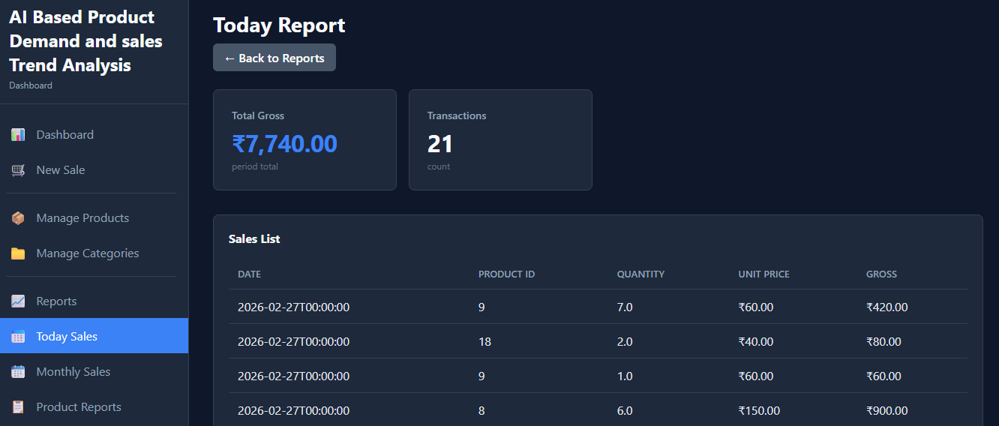 AI Based Product
Demand and sales
Trend Analysis
Dashboard
Dashboard
New Sale
Manage Products
Manage Categories
Reports
Today Sales
Monthly Sales
Product Reports
Today Report
← Back to Reports
Total Gross
₹7,740.00
period total
Transactions
21
count
Sales List
DATE PRODUCT ID QUANTITY UNIT PRICE GROSS
2026-02-27T00:00:00 9 7.0 ₹60.00 ₹420.00
2026-02-27T00:00:00 18 2.0 ₹40.00 ₹80.00
2026-02-27T00:00:00 9 1.0 ₹60.00 ₹60.00
2026-02-27T00:00:00 8 6.0 ₹150.00 ₹900.00